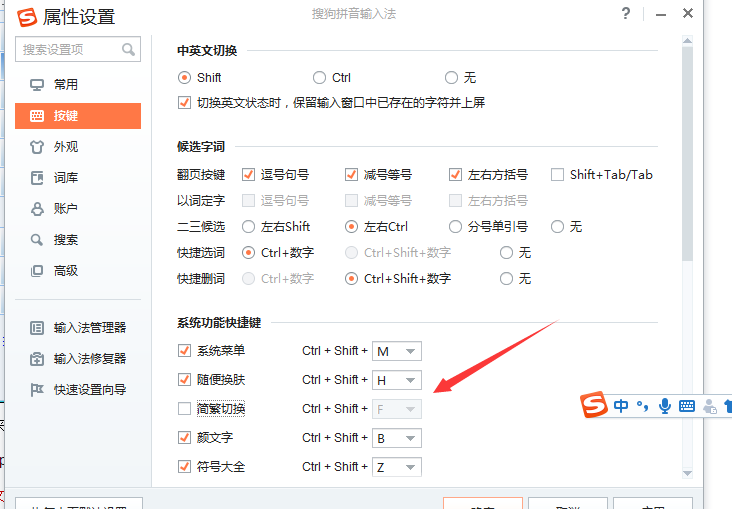 属性设置
搜狗拼音输入法
搜索设置项
常用
按键
外观
词库
账户
搜索
高级
输入法管理器
输入法修复器
快速设置向导
中英文切换
Shift Ctrl 无
切换英文状态时，保留输入窗口中已存在的字符并上屏
候选字词
翻页按键 逗号句号 减号等号 左右方括号 Shift+Tab/Tab
以词定字 逗号句号 减号等号 左右方括号
二三候选 左右Shift 左右Ctrl 分号单引号 无
快捷选词 Ctrl+数字 Ctrl+Shift+数字 无
快捷删词 Ctrl+数字 Ctrl+Shift+数字 无
系统功能快捷键
系统菜单 Ctrl + Shift + M
随便换肤 Ctrl + Shift + H
简繁切换 Ctrl + Shift + F
颜文字 Ctrl + Shift + B
符号大全 Ctrl + Shift + Z
中